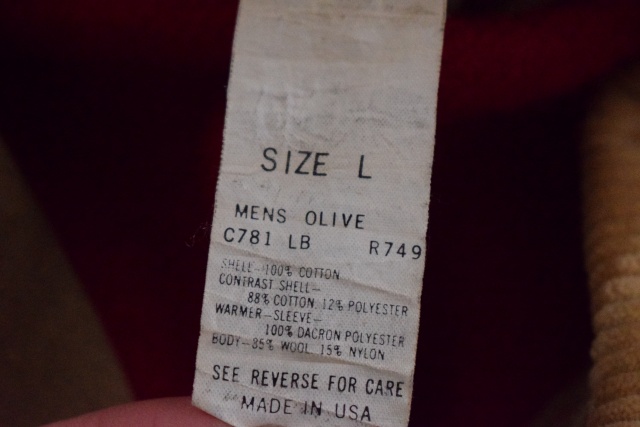 SIZE L
MENS OLIVE
C781 LB R749
SHELL-100% COTTON
CONTRAST SHELL-
88% COTTON 12% POLYESTER
WARMER-SLEEVE-
100% DACRON POLYESTER
BODY-85% WOOL 15% NYLON
SEE REVERSE FOR CARE
MADE IN USA